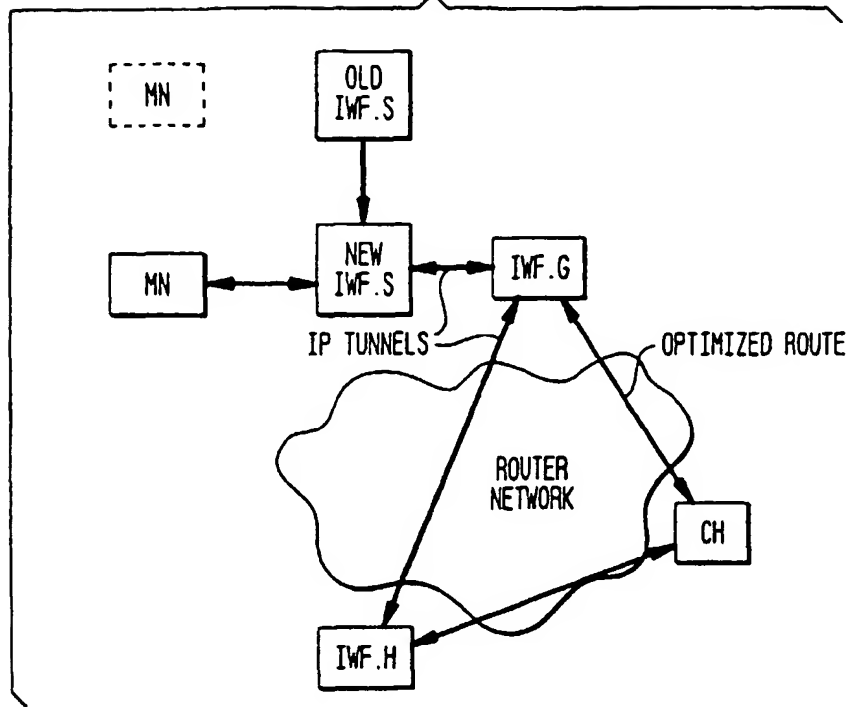 MN
OLD
IWF.S
MN
NEW
IWF.S
IWF.G
IP TUNNELS
OPTIMIZED ROUTE
ROUTER
NETWORK
CH
IWF.H